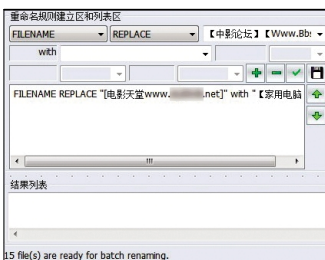 重命名规则建立区和列表区
FILENAME REPLACE 【中影论坛】【Www.Bb
with
FILENAME REPLACE "[电影天堂www. .net]" with "【家用电脑
结果列表
15 file(s) are ready for batch renaming.